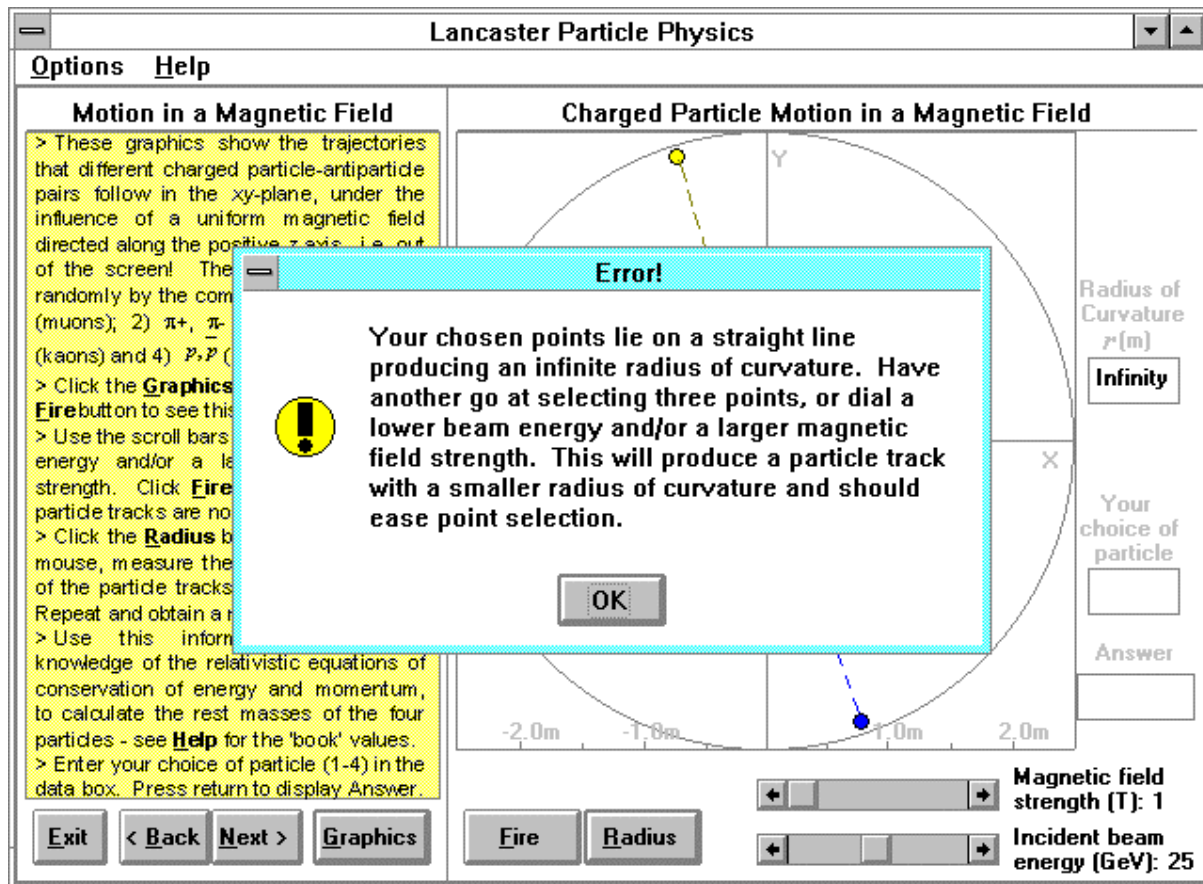 Lancaster Particle Physics
Options Help
Motion in a Magnetic Field
> These graphics show the trajectories
that different charged particle-antiparticle
pairs follow in the xy-plane, under the
influence of a uniform magnetic field
directed along the positive z axis, i.e. out
of the screen! The
randomly by the com
(muons); 2) π+, π-
(kaons) and 4) p, p (
> Click the Graphics
Fire button to see this
> Use the scroll bars
energy and/or a la
strength. Click Fire
particle tracks are no
> Click the Radius b
mouse, measure the
of the particle tracks
Repeat and obtain a r
> Use this inform
knowledge of the relativistic equations of
conservation of energy and momentum,
to calculate the rest masses of the four
particles - see Help for the 'book' values.
> Enter your choice of particle (1-4) in the
data box. Press return to display Answer.
Exit
< Back
Next >
Graphics
Charged Particle Motion in a Magnetic Field
Y
X
-2.0m -1.0m 1.0m 2.0m
Radius of
Curvature
r (m)
Infinity
Your
choice of
particle
Answer
Error!
Your chosen points lie on a straight line
producing an infinite radius of curvature. Have
another go at selecting three points, or dial a
lower beam energy and/or a larger magnetic
field strength. This will produce a particle track
with a smaller radius of curvature and should
ease point selection.
OK
Fire
Radius
Magnetic field
strength (T): 1
Incident beam
energy (GeV): 25